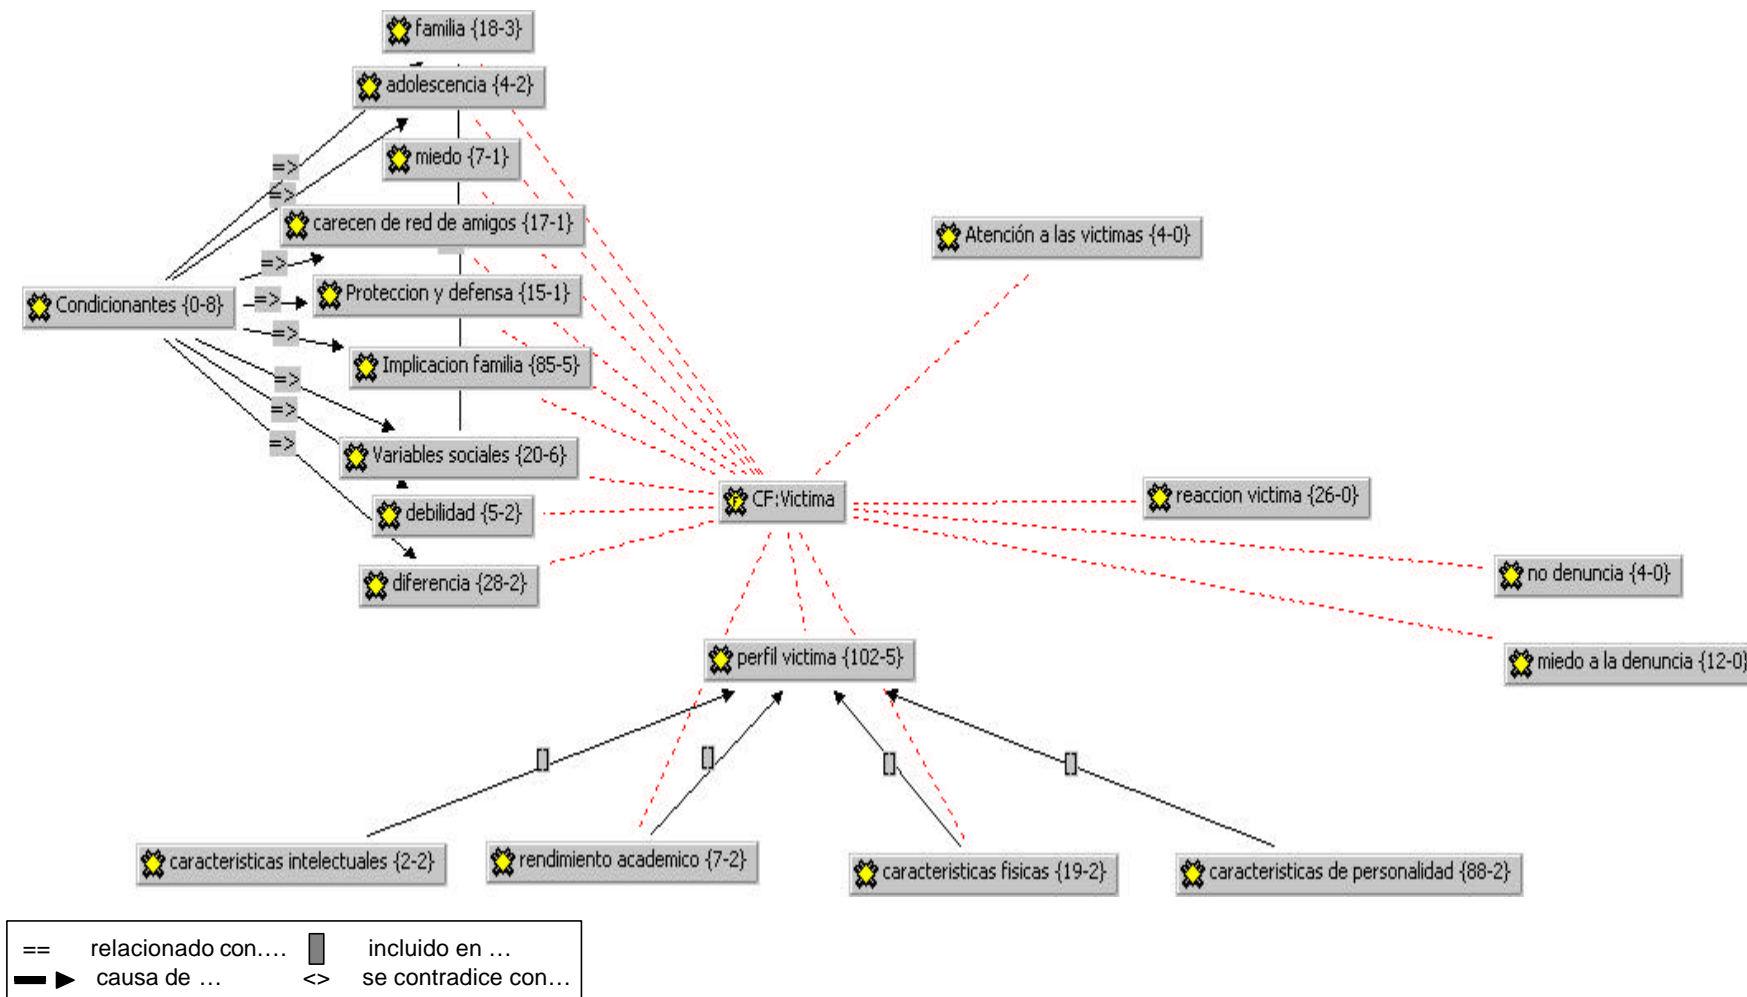 familia {18-3}
adolescencia {4-2}
miedo {7-1}
=>
=>
carecen de red de amigos {17-1}
Atención a las victimas {4-0}
=>
Proteccion y defensa {15-1}
Condicionantes {0-8}
=>
=>
Implicacion familia {85-5}
=>
=>
=>
Variables sociales {20-6}
CF:Victima
reaccion victima {26-0}
debilidad {5-2}
diferencia {28-2}
no denuncia {4-0}
perfil victima {102-5}
miedo a la denuncia {12-0}
[]
[]
[]
[]
caracteristicas intelectuales {2-2}
rendimiento academico {7-2}
caracteristicas fisicas {19-2}
caracteristicas de personalidad {88-2}
== relacionado con.... incluido en ...
causa de ... <> se contradice con...